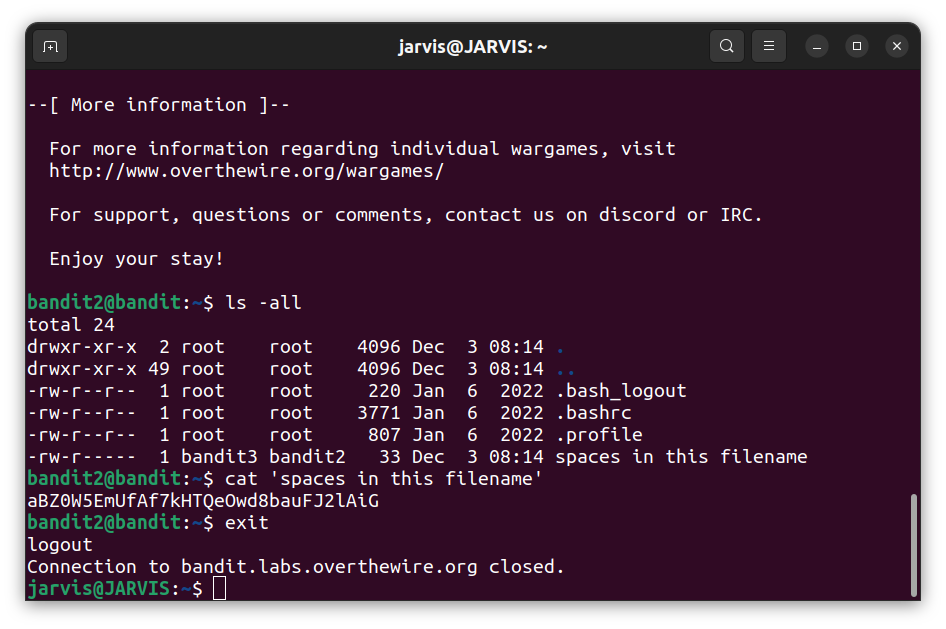 jarvis@JARVIS: ~
--[ More information ]--
For more information regarding individual wargames, visit
http://www.overthewire.org/wargames/
For support, questions or comments, contact us on discord or IRC.
Enjoy your stay!
bandit2@bandit:~$ ls -all
total 24
drwxr-xr-x  2 root    root    4096 Dec  3 08:14 .
drwxr-xr-x 49 root    root    4096 Dec  3 08:14 ..
-rw-r--r--  1 root    root     220 Jan  6  2022 .bash_logout
-rw-r--r--  1 root    root    3771 Jan  6  2022 .bashrc
-rw-r--r--  1 root    root     807 Jan  6  2022 .profile
-rw-r-----  1 bandit3 bandit2   33 Dec  3 08:14 spaces in this filename
bandit2@bandit:~$ cat 'spaces in this filename'
aBZ0W5EmUfAf7kHTQeOwd8bauFJ2lAiG
bandit2@bandit:~$ exit
logout
Connection to bandit.labs.overthewire.org closed.
jarvis@JARVIS:~$